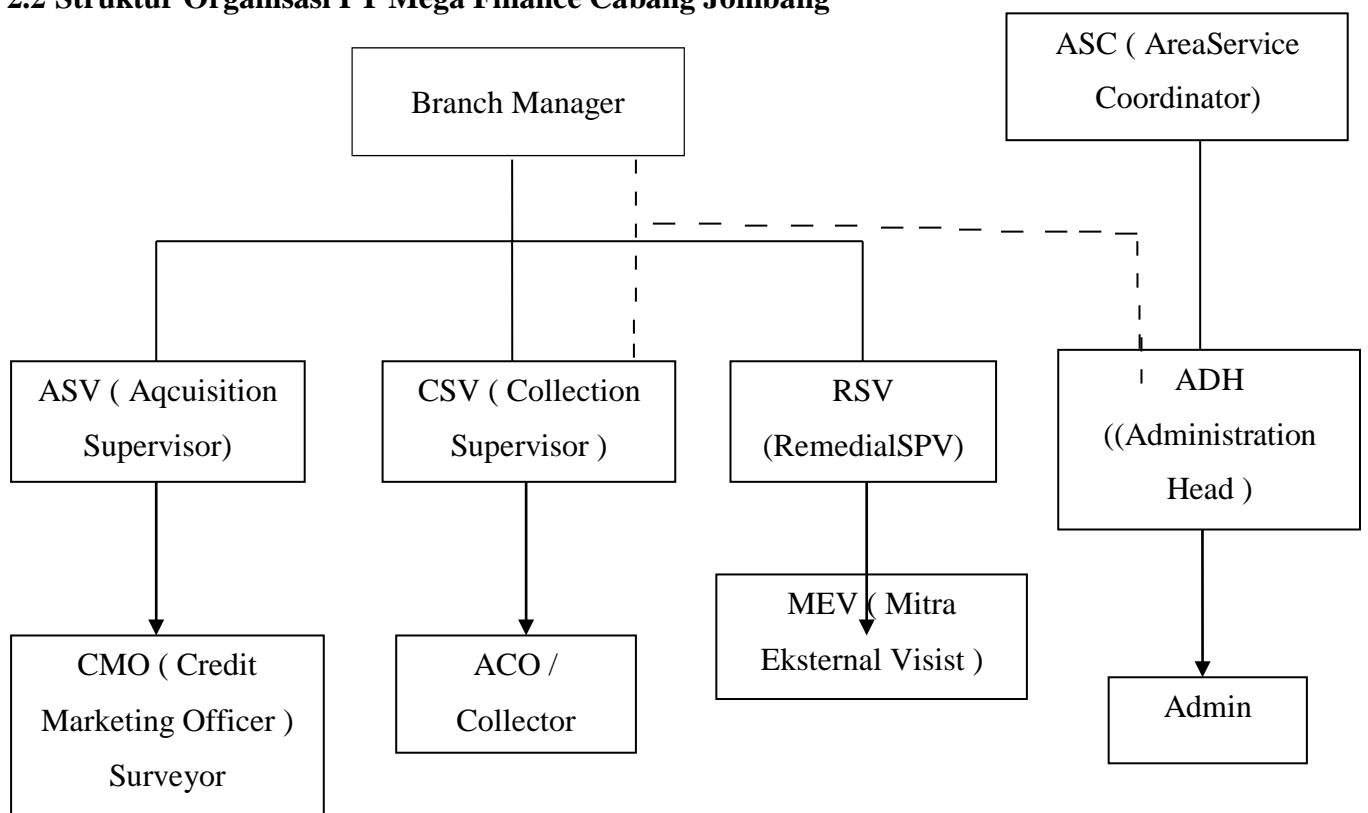 2.2 Struktur Organisasi PT Mega Finance Cabang Jombang
ASC ( AreaService
Coordinator)
Branch Manager
ASV ( Aqcuisition
Supervisor)
CSV ( Collection
Supervisor )
RSV
(RemedialSPV)
ADH
((Administration
Head )
MEV ( Mitra
Eksternal Visist )
CMO ( Credit
Marketing Officer )
Surveyor
ACO /
Collector
Admin